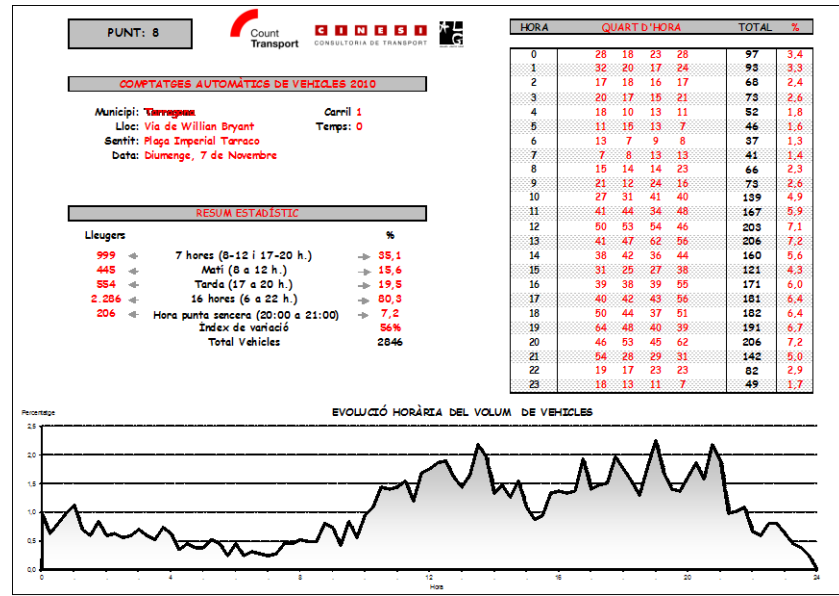 PUNT: 8
Count
Transport
CINESI
CONSULTORIA DE TRANSPORT
COMPTATGES AUTOMÀTICS DE VEHICLES 2010
Municipi: Tarragona Carril 1
Lloc: Via de Willian Bryant Temps: 0
Sentit: Plaça Imperial Tarraco
Data: Diumenge, 7 de Novembre
RESUM ESTADÍSTIC
Lleugers %
999 7 hores (8-12 i 17-20 h.) 35,1
445 Matí (8 a 12 h.) 15,6
554 Tarda (17 a 20 h.) 19,5
2.286 16 hores (6 a 22 h.) 80,3
206 Hora punta sencera (20:00 a 21:00) 7,2
Índex de variació 56%
Total Vehicles 2846
HORA QUART D'HORA TOTAL %
0 28 18 23 28 97 3,4
1 32 20 17 24 93 3,3
2 17 18 16 17 68 2,4
3 20 17 15 21 73 2,6
4 18 10 13 11 52 1,8
5 11 15 13 7 46 1,6
6 13 7 9 8 37 1,3
7 7 8 13 13 41 1,4
8 15 14 14 23 66 2,3
9 21 12 24 16 73 2,6
10 27 31 41 40 139 4,9
11 41 44 34 48 167 5,9
12 50 53 54 46 203 7,1
13 41 47 62 56 206 7,2
14 38 42 36 44 160 5,6
15 31 25 27 38 121 4,3
16 39 38 39 55 171 6,0
17 40 42 43 56 181 6,4
18 50 44 37 51 182 6,4
19 64 48 40 39 191 6,7
20 46 53 45 62 206 7,2
21 54 28 29 31 142 5,0
22 19 17 23 23 82 2,9
23 18 13 11 7 49 1,7
Percentatge
EVOLUCIÓ HORÀRIA DEL VOLUM DE VEHICLES
2,5
2,0
1,5
1,0
0,5
0,0
0 4 8 12 16 20 24
Hora